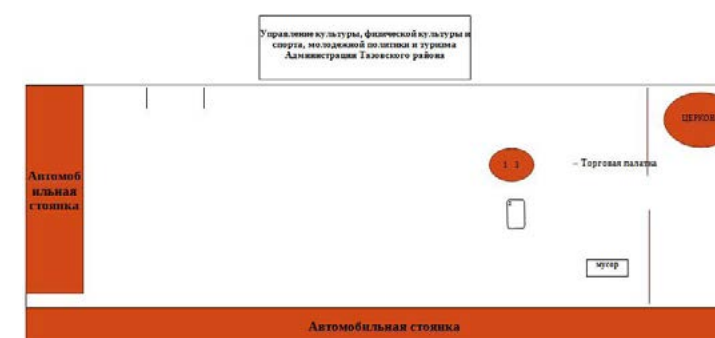 Управление культуры, физической культуры и
спорта, молодежной политики и туризма
Администрации Тазовского района
ЦЕРКОВ
1 3
– Торговая палатка
Автомоб
ильная
стоянка
мусор
Автомобильная стоянка